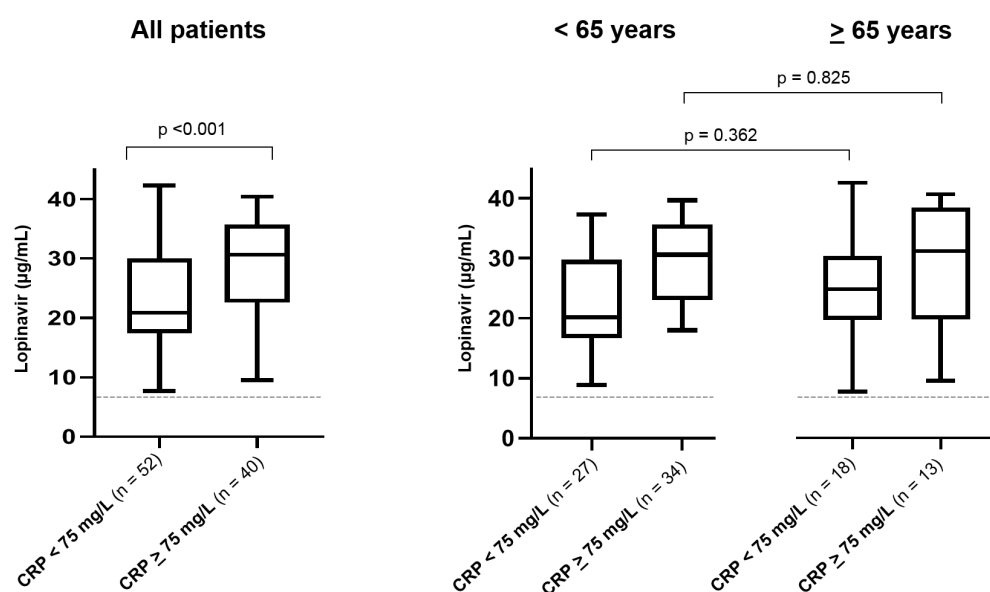 All patients
p <0.001
Lopinavir (µg/mL)
40
30
20
10
0
CRP < 75 mg/L (n = 52)
CRP ≥ 75 mg/L (n = 40)
< 65 years
≥ 65 years
p = 0.825
p = 0.362
Lopinavir (µg/mL)
40
30
20
10
0
CRP < 75 mg/L (n = 27)
CRP ≥ 75 mg/L (n = 34)
CRP < 75 mg/L (n = 18)
CRP ≥ 75 mg/L (n = 13)